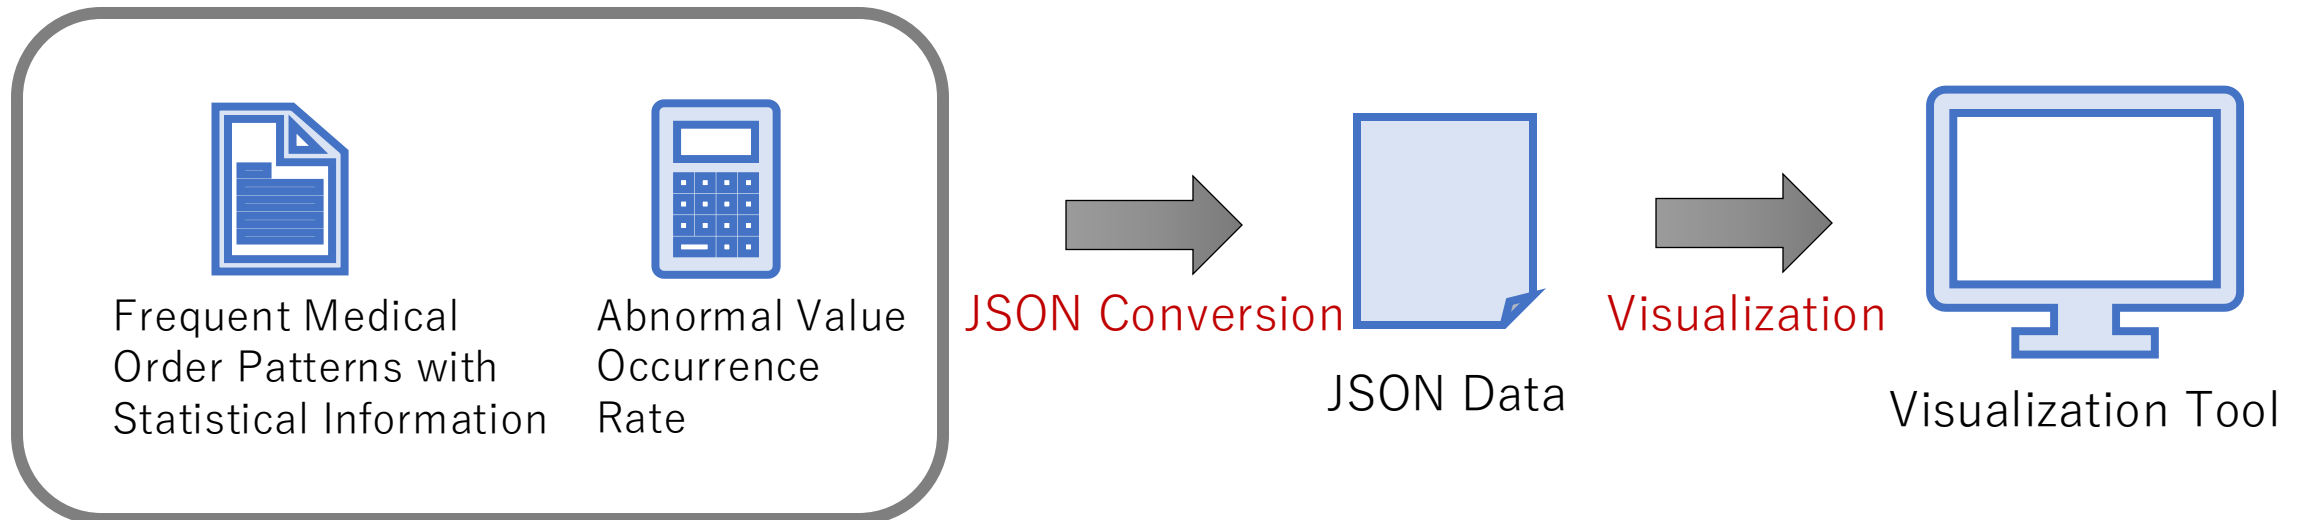 Frequent Medical
Order Patterns with
Statistical Information
Abnormal Value
Occurrence
Rate
JSON Conversion
JSON Data
Visualization
Visualization Tool